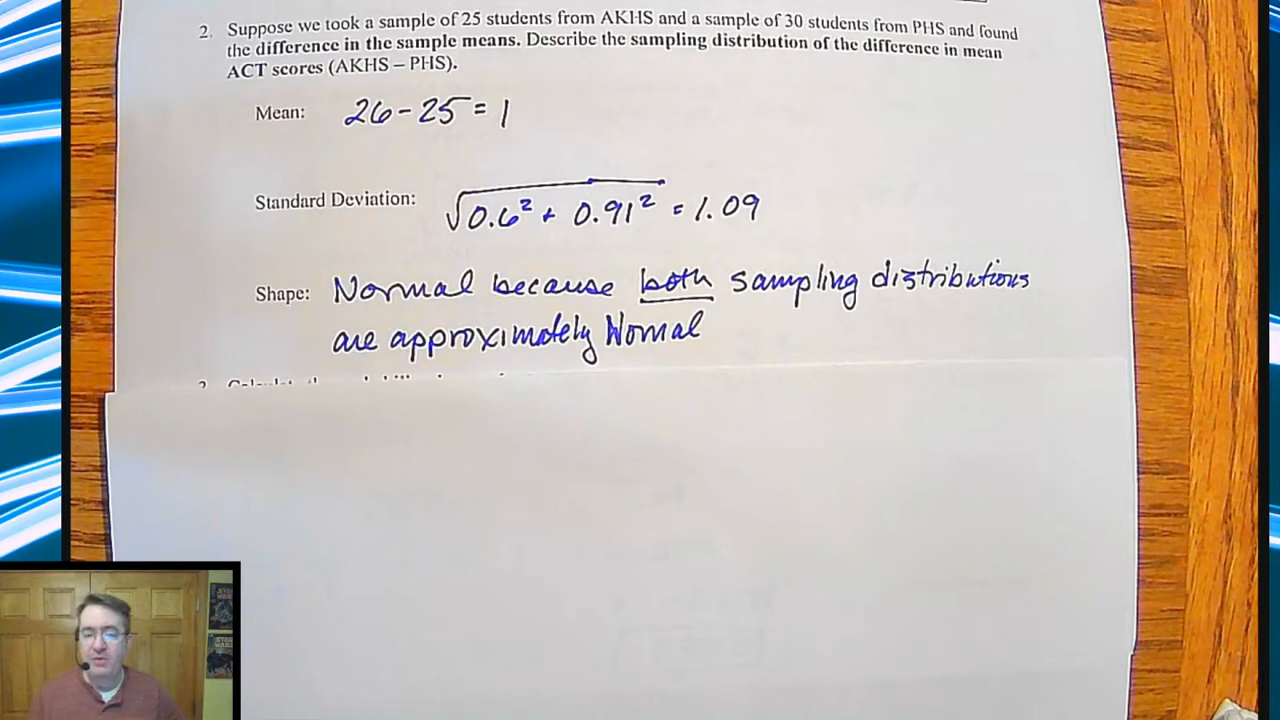 2. Suppose we took a sample of 25 students from AKHS and a sample of 30 students from PHS and found
the difference in the sample means. Describe the sampling distribution of the difference in mean
ACT scores (AKHS – PHS).
Mean: 26-25=1
Standard Deviation: √0.6² + 0.91² = 1.09
Shape: Normal because both sampling distributions
are approximately Normal